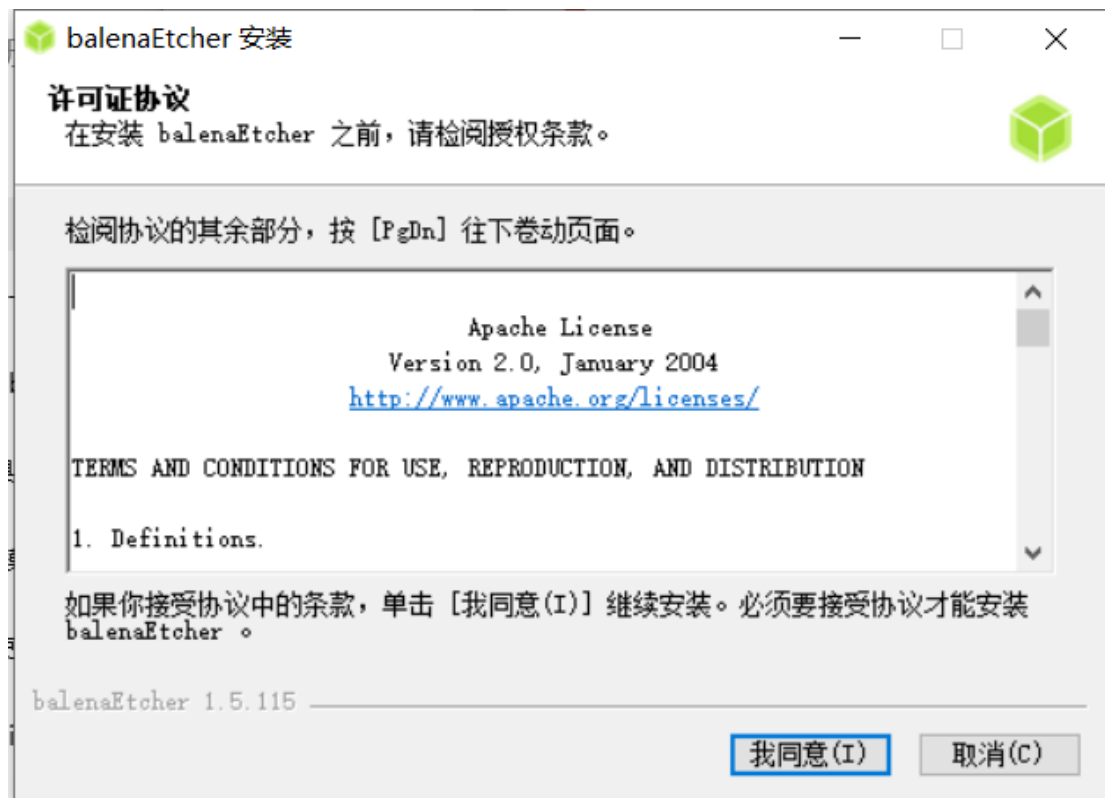 balenaEtcher 安装
许可证协议
在安装 balenaEtcher 之前，请检阅授权条款。
检阅协议的其余部分，按 [PgDn] 往下卷动页面。
Apache License
Version 2.0, January 2004
http://www.apache.org/licenses/
TERMS AND CONDITIONS FOR USE, REPRODUCTION, AND DISTRIBUTION
1. Definitions.
如果你接受协议中的条款，单击 [我同意(I)] 继续安装。必须要接受协议才能安装
balenaEtcher 。
balenaEtcher 1.5.115
我同意(I)
取消(C)